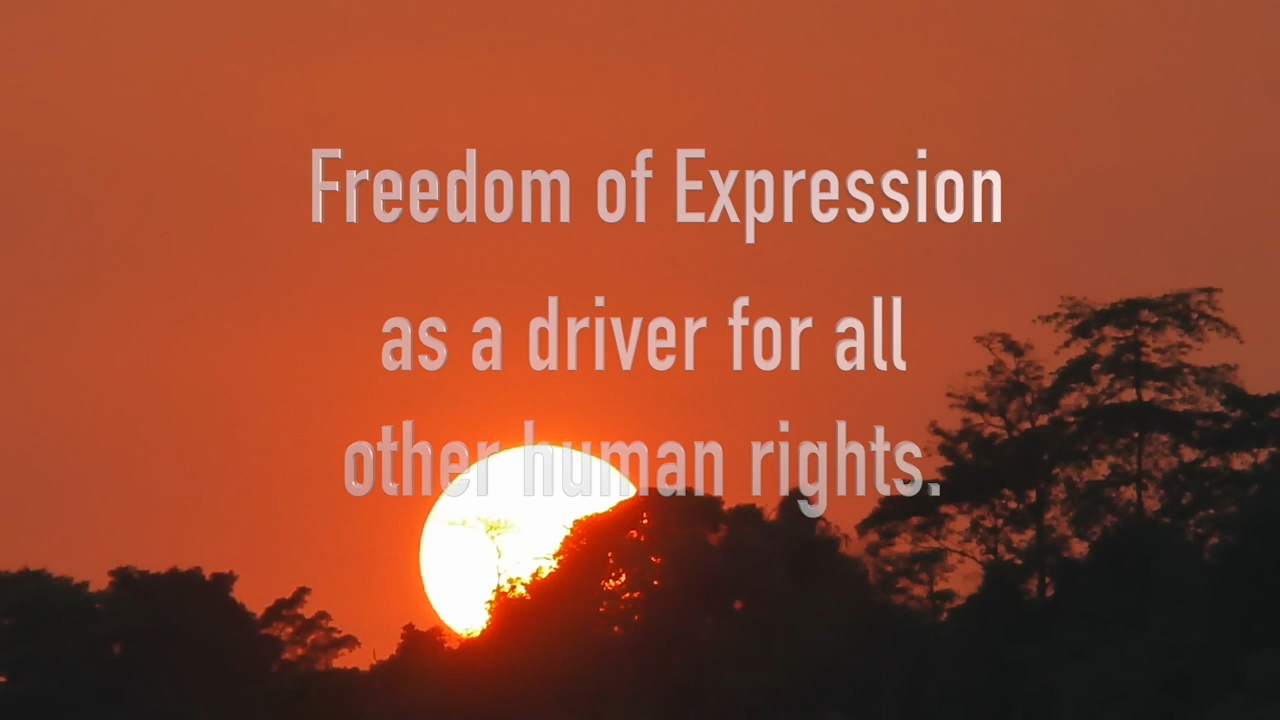 Freedom of Expression
as a driver for all
other human rights.